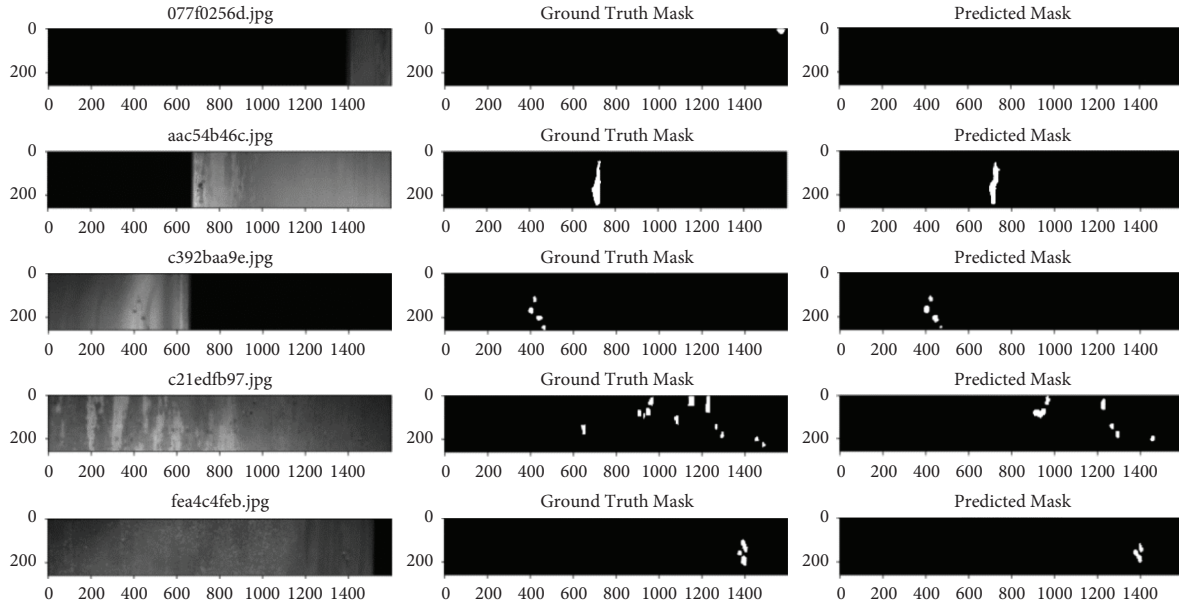 077f0256d.jpg Ground Truth Mask Predicted Mask
0 0 0
200 200 200
0 200 400 600 800 1000 1200 1400 0 200 400 600 800 1000 1200 1400 0 200 400 600 800 1000 1200 1400
aac54b46c.jpg Ground Truth Mask Predicted Mask
0 0 0
200 200 200
0 200 400 600 800 1000 1200 1400 0 200 400 600 800 1000 1200 1400 0 200 400 600 800 1000 1200 1400
c392baa9e.jpg Ground Truth Mask Predicted Mask
0 0 0
200 200 200
0 200 400 600 800 1000 1200 1400 0 200 400 600 800 1000 1200 1400 0 200 400 600 800 1000 1200 1400
c21edfb97.jpg Ground Truth Mask Predicted Mask
0 0 0
200 200 200
0 200 400 600 800 1000 1200 1400 0 200 400 600 800 1000 1200 1400 0 200 400 600 800 1000 1200 1400
fea4c4feb.jpg Ground Truth Mask Predicted Mask
0 0 0
200 200 200
0 200 400 600 800 1000 1200 1400 0 200 400 600 800 1000 1200 1400 0 200 400 600 800 1000 1200 1400